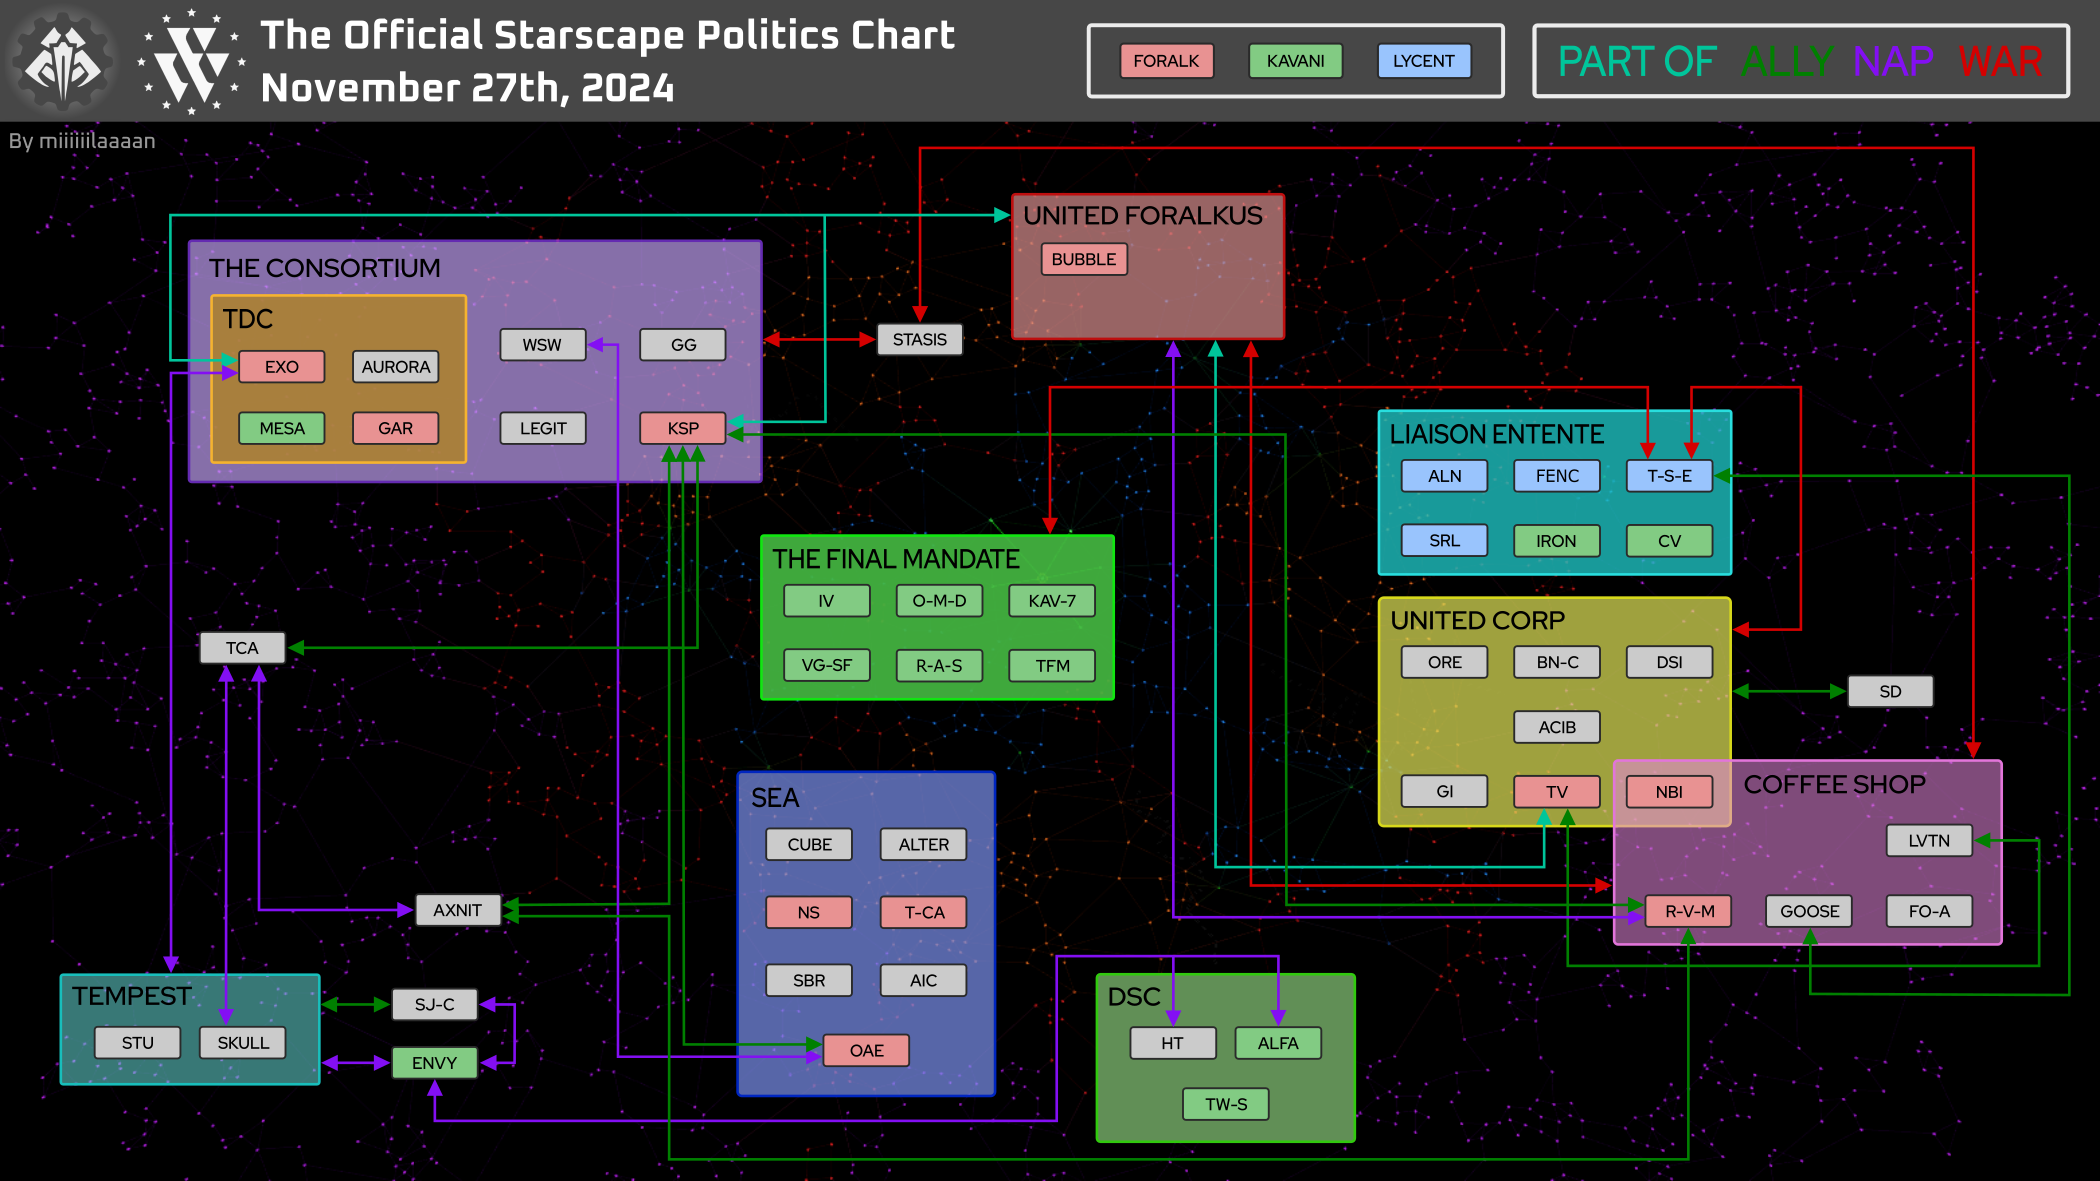 The Official Starscape Politics Chart
November 27th, 2024
FORALK KAVANI LYCENT
PART OF ALLY NAP WAR
By miiiiiilaaaan
UNITED FORALKUS
BUBBLE
THE CONSORTIUM
TDC
EXO AURORA
MESA GAR
WSW GG
LEGIT KSP
STASIS
LIAISON ENTENTE
ALN FENC T-S-E
SRL IRON CV
THE FINAL MANDATE
IV O-M-D KAV-7
VG-SF R-A-S TFM
UNITED CORP
ORE BN-C DSI
ACIB
GI TV NBI
SD
TCA
COFFEE SHOP
LVTN
R-V-M GOOSE FO-A
SEA
CUBE ALTER
NS T-CA
SBR AIC
OAE
AXNIT
TEMPEST
STU SKULL
SJ-C
ENVY
DSC
HT ALFA
TW-S